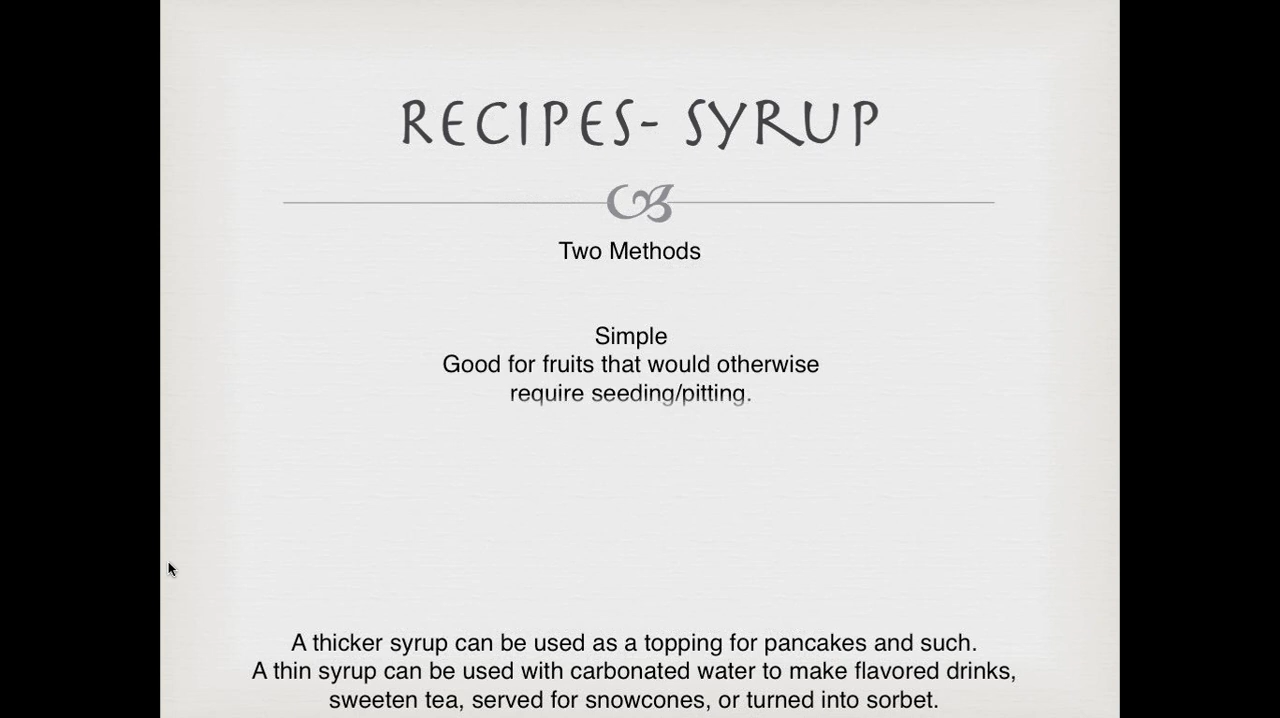 RECIPES- SYRUP
Two Methods
Simple
Good for fruits that would otherwise
require seeding/pitting.
A thicker syrup can be used as a topping for pancakes and such.
A thin syrup can be used with carbonated water to make flavored drinks,
sweeten tea, served for snowcones, or turned into sorbet.